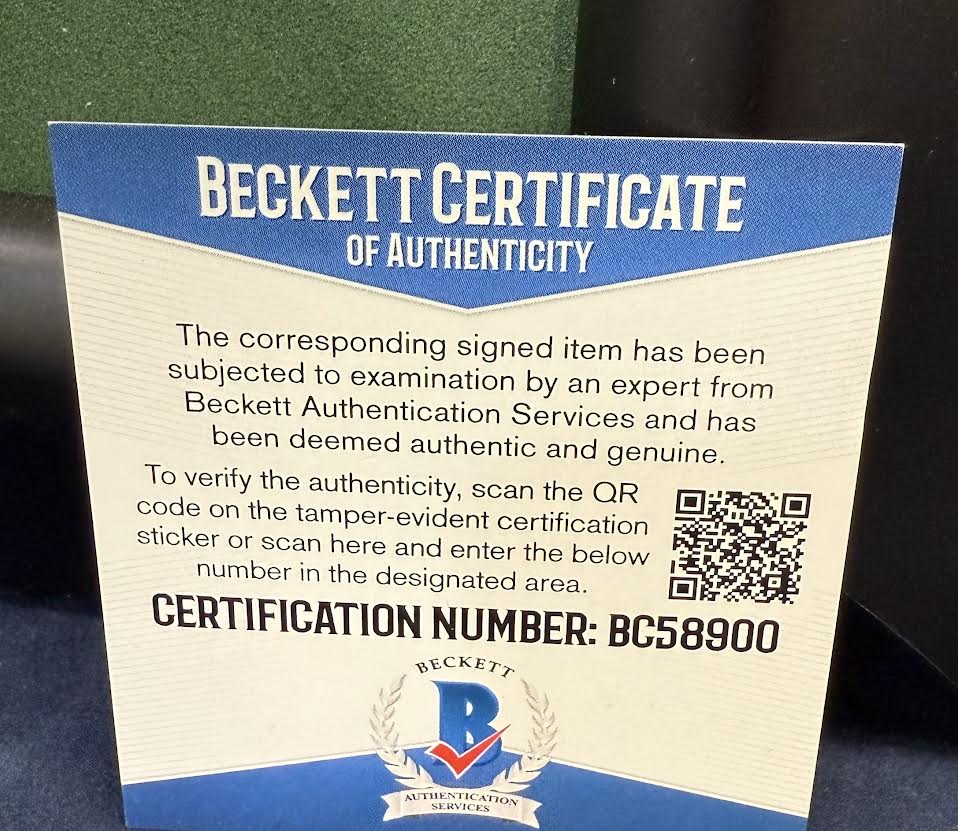 BECKETT CERTIFICATE
OF AUTHENTICITY
The corresponding signed item has been
subjected to examination by an expert from
Beckett Authentication Services and has
been deemed authentic and genuine.
To verify the authenticity, scan the QR
code on the tamper-evident certification
sticker or scan here and enter the below
number in the designated area.
CERTIFICATION NUMBER: BC58900
BECKETT
B
AUTHENTICATION
SERVICES